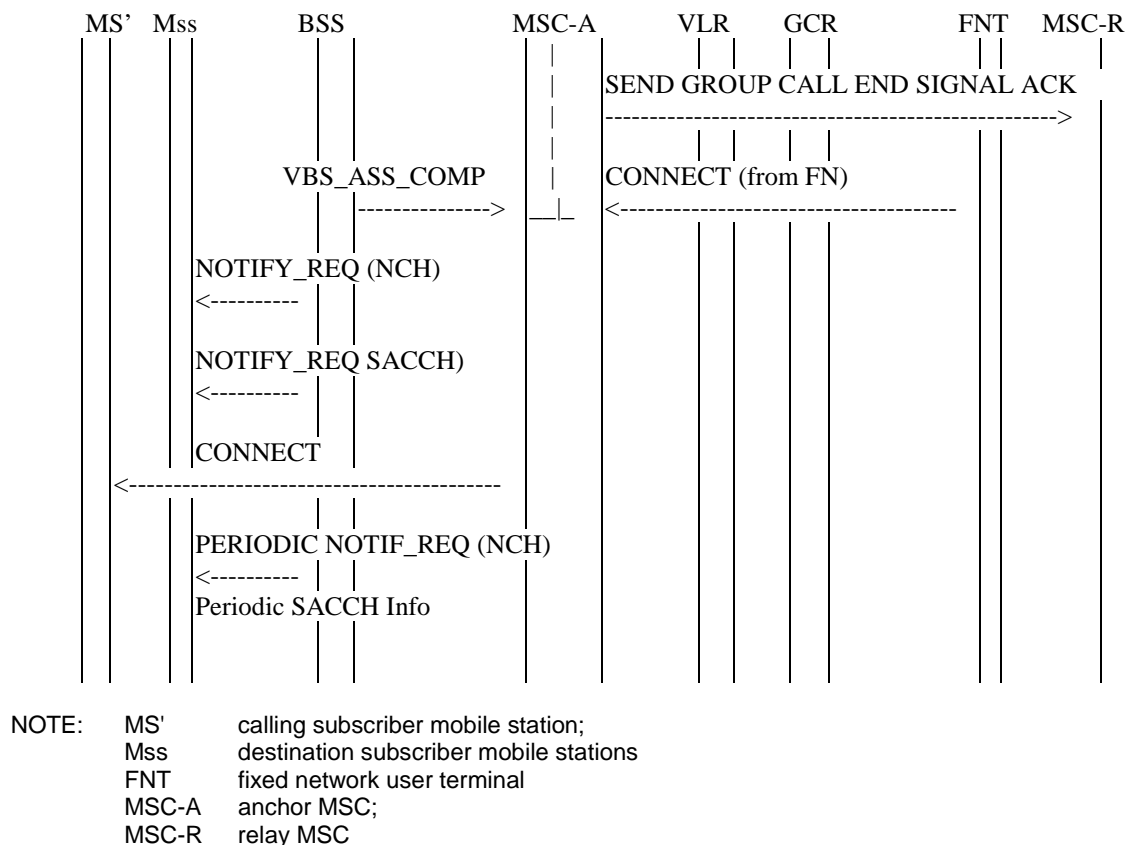 MS’ Mss BSS MSC-A VLR GCR FNT MSC-R
SEND GROUP CALL END SIGNAL ACK
VBS_ASS_COMP CONNECT (from FN)
NOTIFY_REQ (NCH)
NOTIFY_REQ SACCH)
CONNECT
PERIODIC NOTIF_REQ (NCH)
Periodic SACCH Info
NOTE: MS' calling subscriber mobile station;
Mss destination subscriber mobile stations
FNT fixed network user terminal
MSC-A anchor MSC;
MSC-R relay MSC